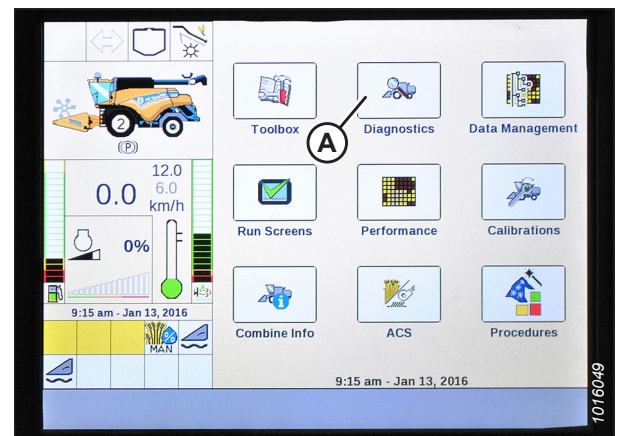 2
(P)
12.0
0.0
6.0
km/h
0%
9:15 am - Jan 13, 2016
MAN
Toolbox
Diagnostics
Data Management
A
Run Screens
Performance
Calibrations
Combine Info
ACS
Procedures
9:15 am - Jan 13, 2016
1016049